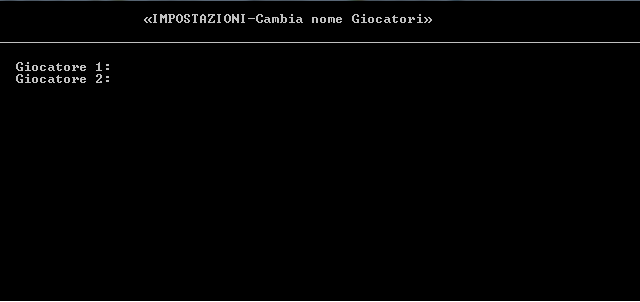 «IMPOSTAZIONI-Cambia nome Giocatori»
Giocatore 1:
Giocatore 2: